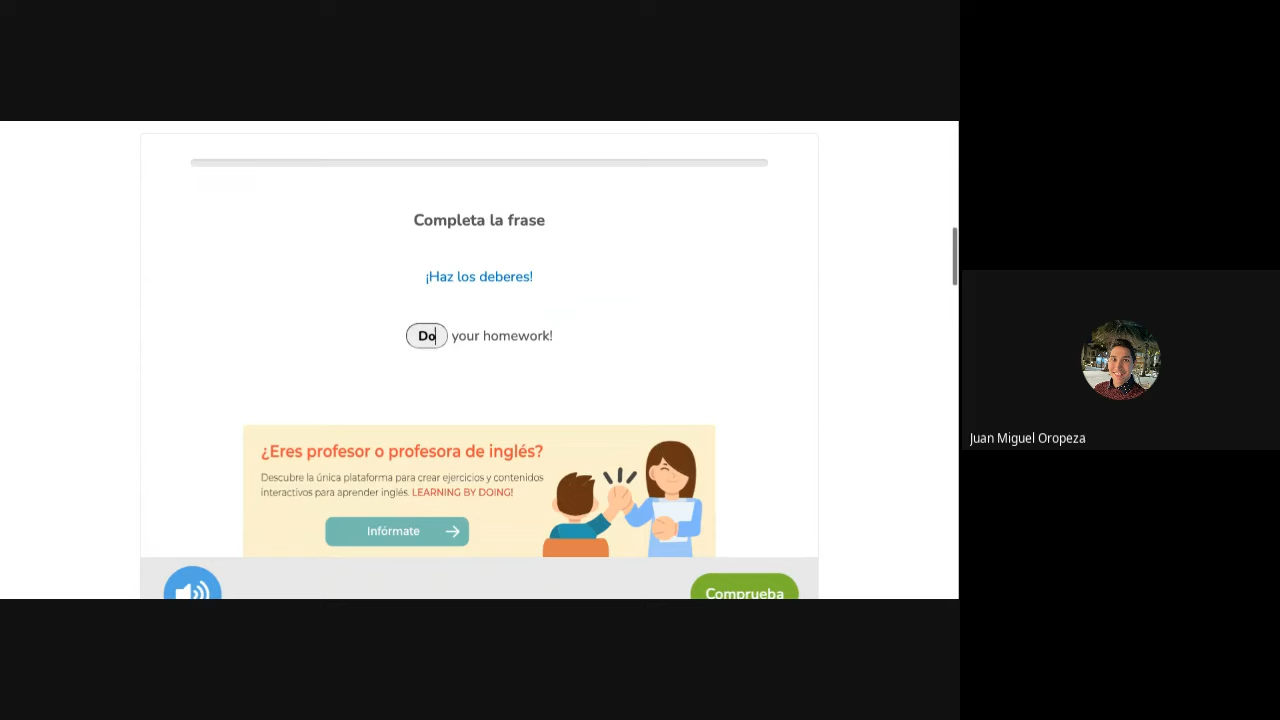 Completa la frase
¡Haz los deberes!
Do your homework!
¿Eres profesor o profesora de inglés?
Descubre la única plataforma para crear ejercicios y contenidos
interactivos para aprender inglés. LEARNING BY DOING!
Infórmate
Comprueba
Juan Miguel Oropeza